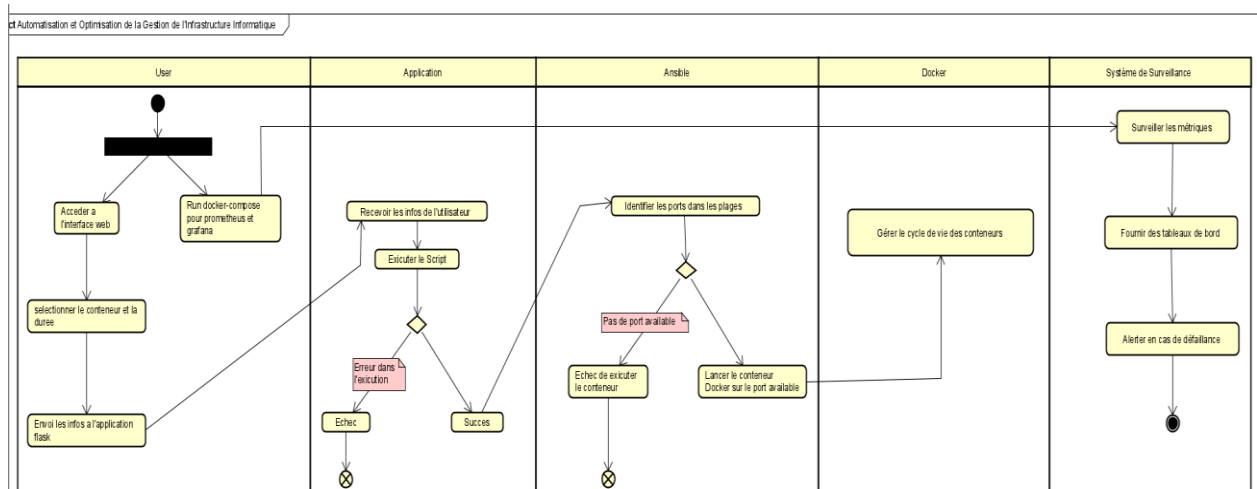 ct Automatisation et Optimisation de la Gestion de l'Infrastructure Informatique
User
Application
Ansible
Docker
Système de Surveillance
Acceder a
l'interface web
Run docker-compose
pour prometheus et
grafana
selectionner le conteneur et la
duree
Envoi les infos a l'application
flask
Recevoir les infos de l'utilisateur
Exicuter le Script
Erreur dans
l'exicution
Echec
Succes
Identifier les ports dans les plages
Pas de port available
Echec de exicuter
le conteneur
Lancer le conteneur
Docker sur le port available
Gérer le cycle de vie des conteneurs
Surveiller les métriques
Fournir des tableaux de bord
Alerter en cas de défaillance